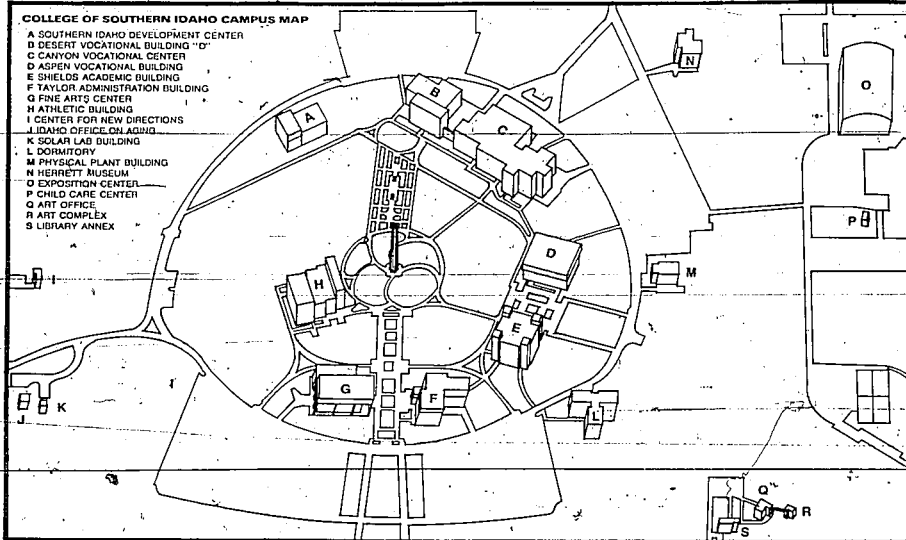 COLLEGE OF SOUTHERN IDAHO CAMPUS MAP
A SOUTHERN IDAHO DEVELOPMENT CENTER
D DESERT VOCATIONAL BUILDING "D"
C CANYON VOCATIONAL CENTER
D ASPEN VOCATIONAL BUILDING
E SHIELDS ACADEMIC BUILDING
F TAYLOR ADMINISTRATION BUILDING
G FINE ARTS CENTER
H ATHLETIC BUILDING
I CENTER FOR NEW DIRECTIONS
J IDAHO OFFICE ON AGING
K SOLAR LAB BUILDING
L DORMITORY
M PHYSICAL PLANT BUILDING
N HERRETT MUSEUM
O EXPOSITION CENTER
P CHILD CARE CENTER
Q ART OFFICE
R ART COMPLEX
S LIBRARY ANNEX
N
B
O
A
C
P
D
M
I
H
E
G
F
L
J
K
Q
R
S